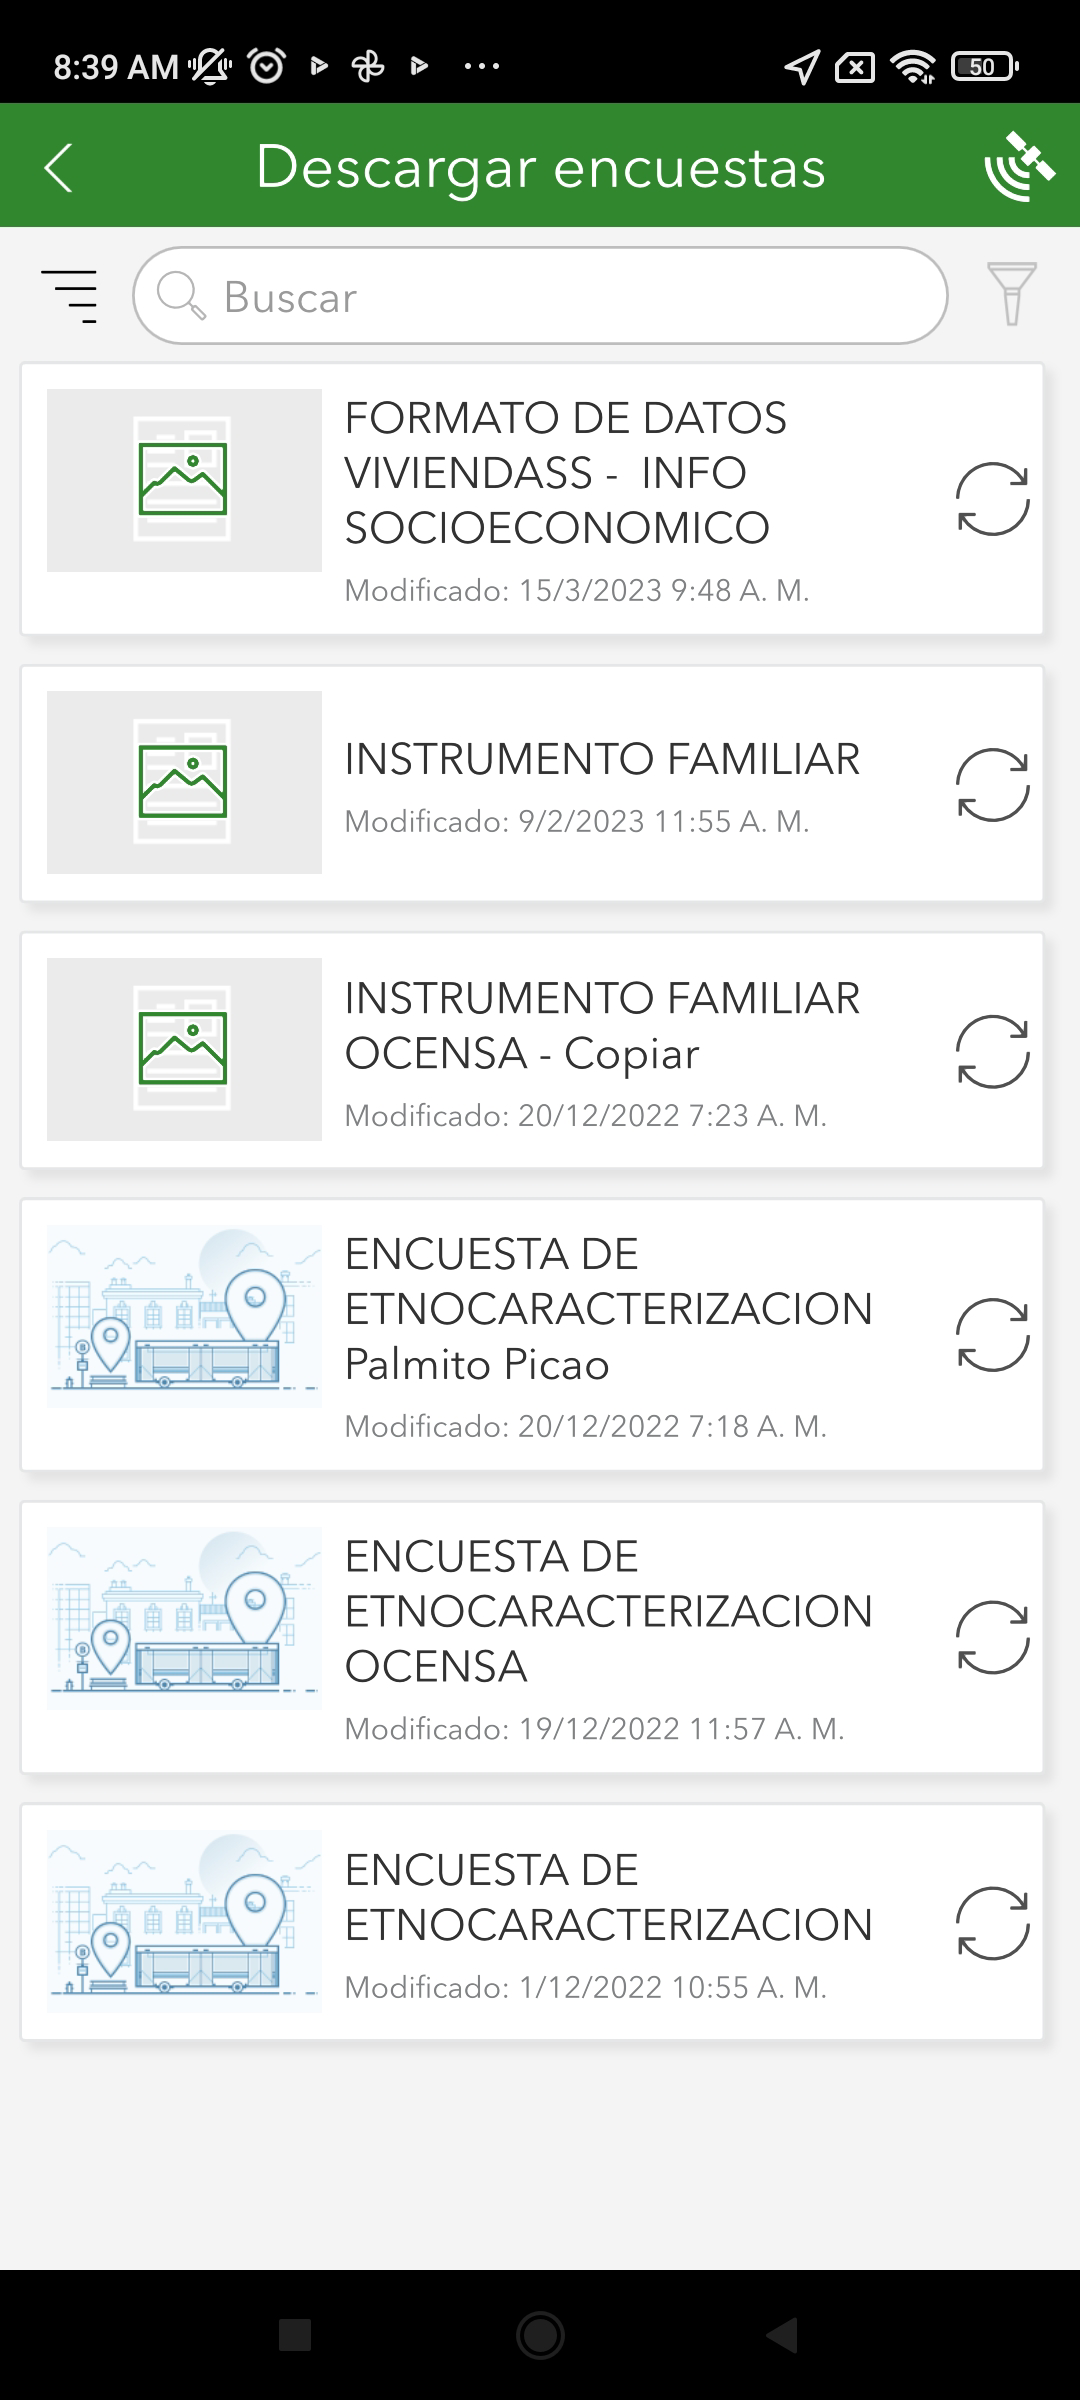 8:39 AM
50
Descargar encuestas
Buscar
FORMATO DE DATOS
VIVIENDASS -  INFO
SOCIOECONOMICO
Modificado: 15/3/2023 9:48 A. M.
INSTRUMENTO FAMILIAR
Modificado: 9/2/2023 11:55 A. M.
INSTRUMENTO FAMILIAR
OCENSA - Copiar
Modificado: 20/12/2022 7:23 A. M.
ENCUESTA DE
ETNOCARACTERIZACION
Palmito Picao
Modificado: 20/12/2022 7:18 A. M.
ENCUESTA DE
ETNOCARACTERIZACION
OCENSA
Modificado: 19/12/2022 11:57 A. M.
ENCUESTA DE
ETNOCARACTERIZACION
Modificado: 1/12/2022 10:55 A. M.